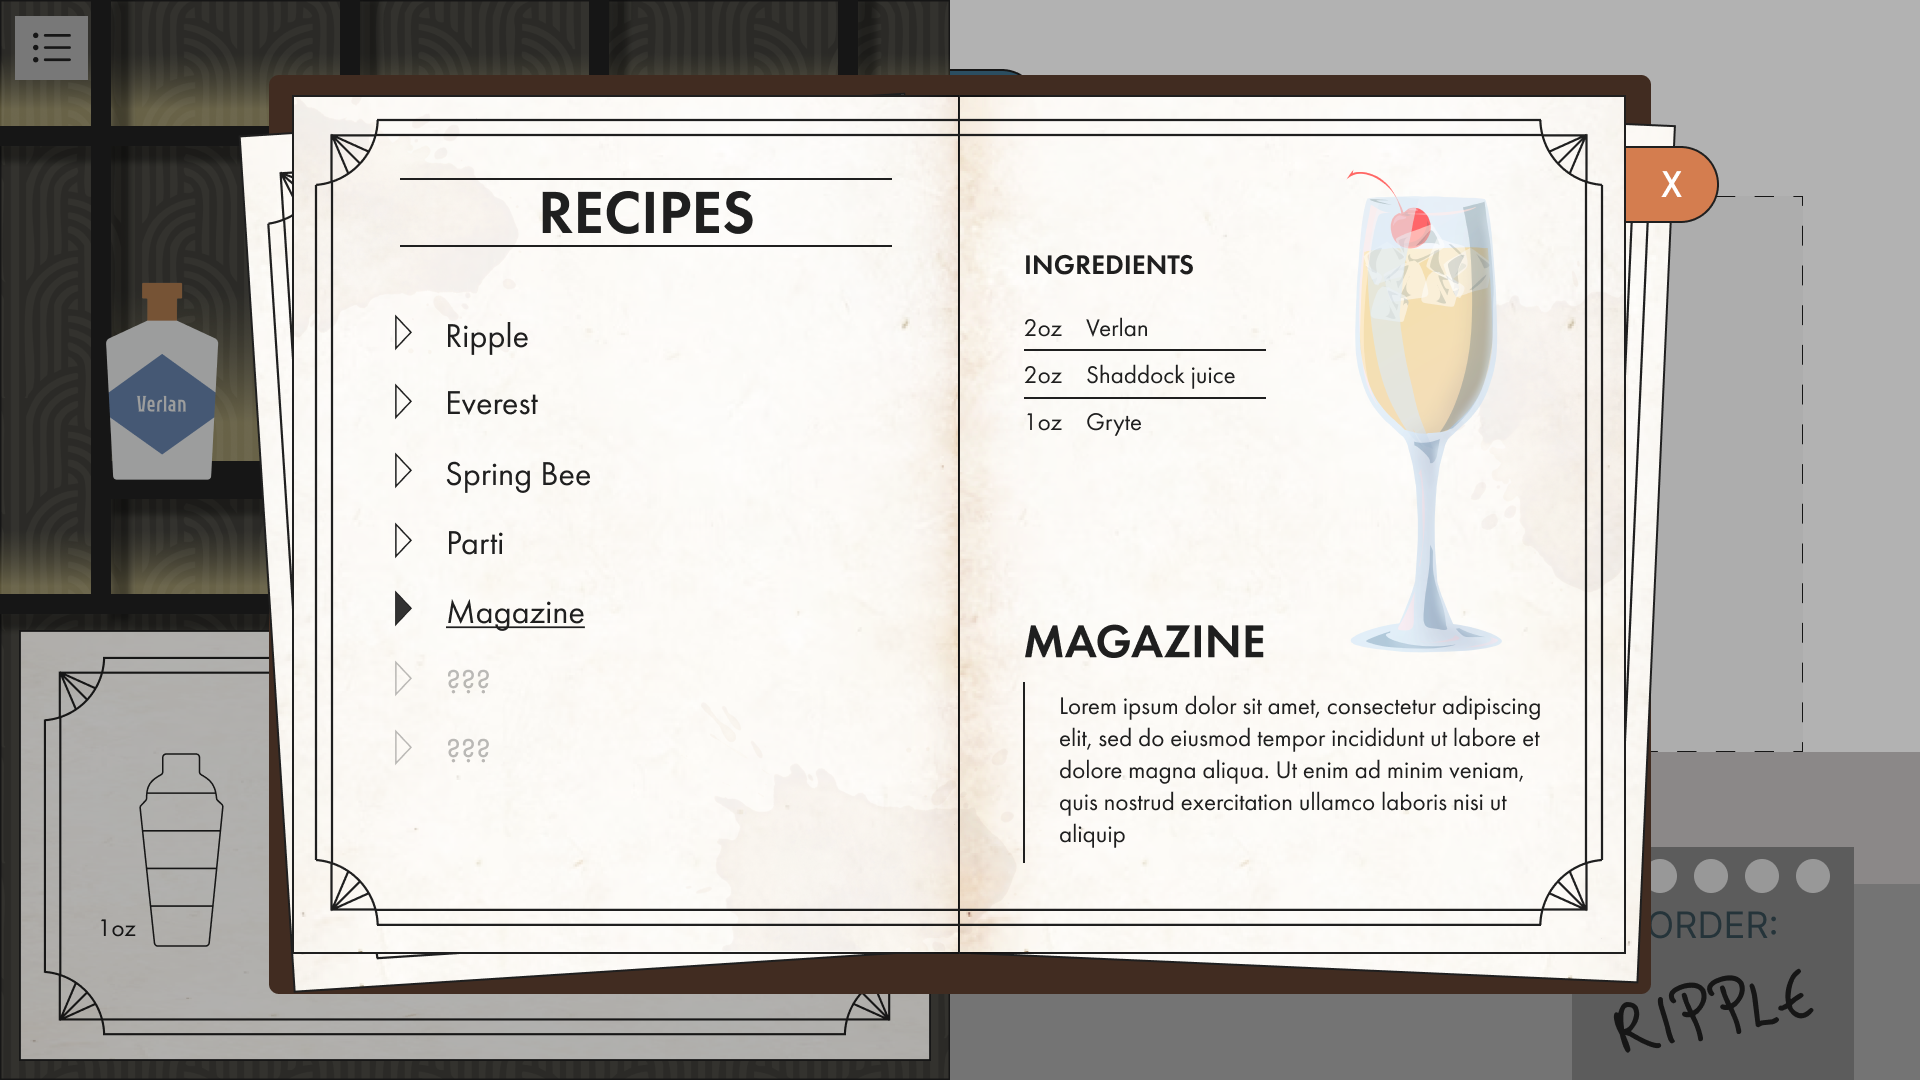 RECIPES
Ripple
Everest
Spring Bee
Parti
Magazine
???
???
INGREDIENTS
2oz Verlan
2oz Shaddock juice
1oz Gryte
MAGAZINE
Lorem ipsum dolor sit amet, consectetur adipiscing
elit, sed do eiusmod tempor incididunt ut labore et
dolore magna aliqua. Ut enim ad minim veniam,
quis nostrud exercitation ullamco laboris nisi ut
aliquip
X
Verlan
1oz
ORDER:
RIPPLE